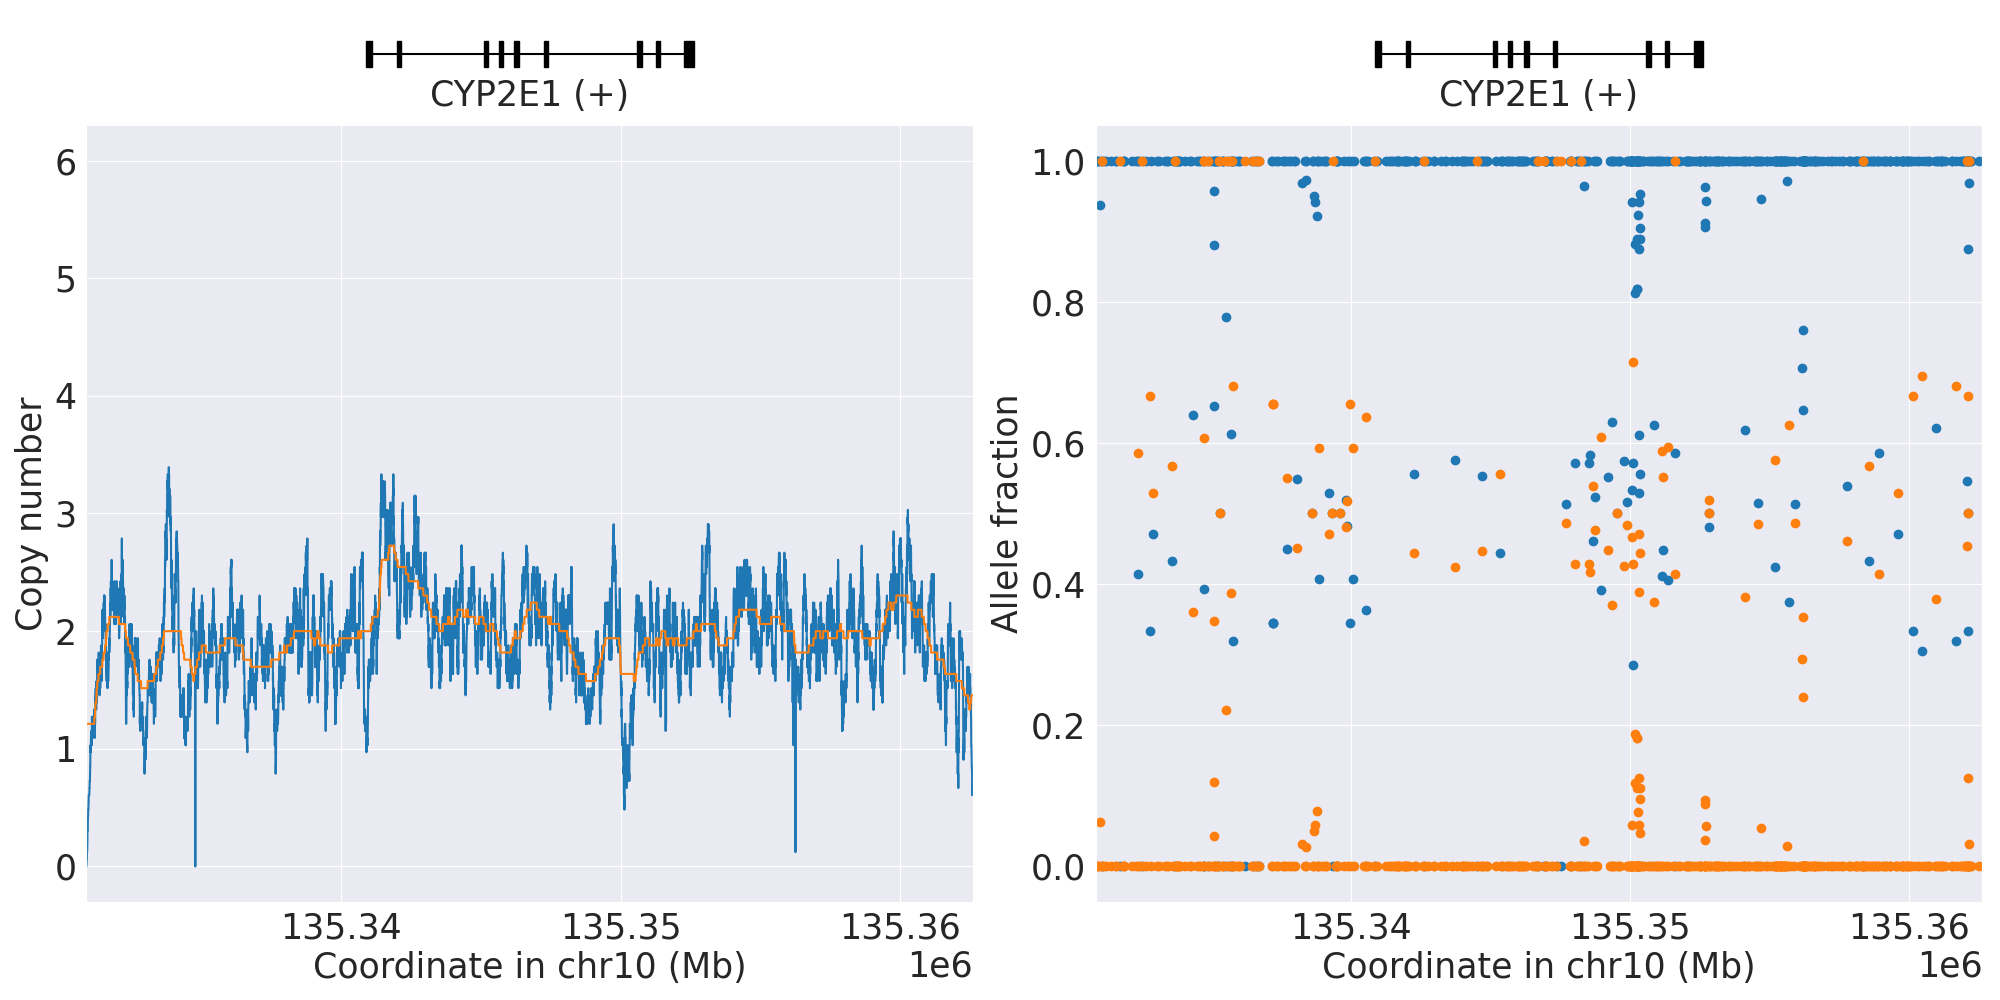 CYP2E1 (+)
6
5
4
3
2
1
0
Copy number
135.34 135.35 135.36
Coordinate in chr10 (Mb)
1e6
CYP2E1 (+)
1.0
0.8
0.6
0.4
0.2
0.0
Allele fraction
135.34 135.35 135.36
Coordinate in chr10 (Mb)
1e6